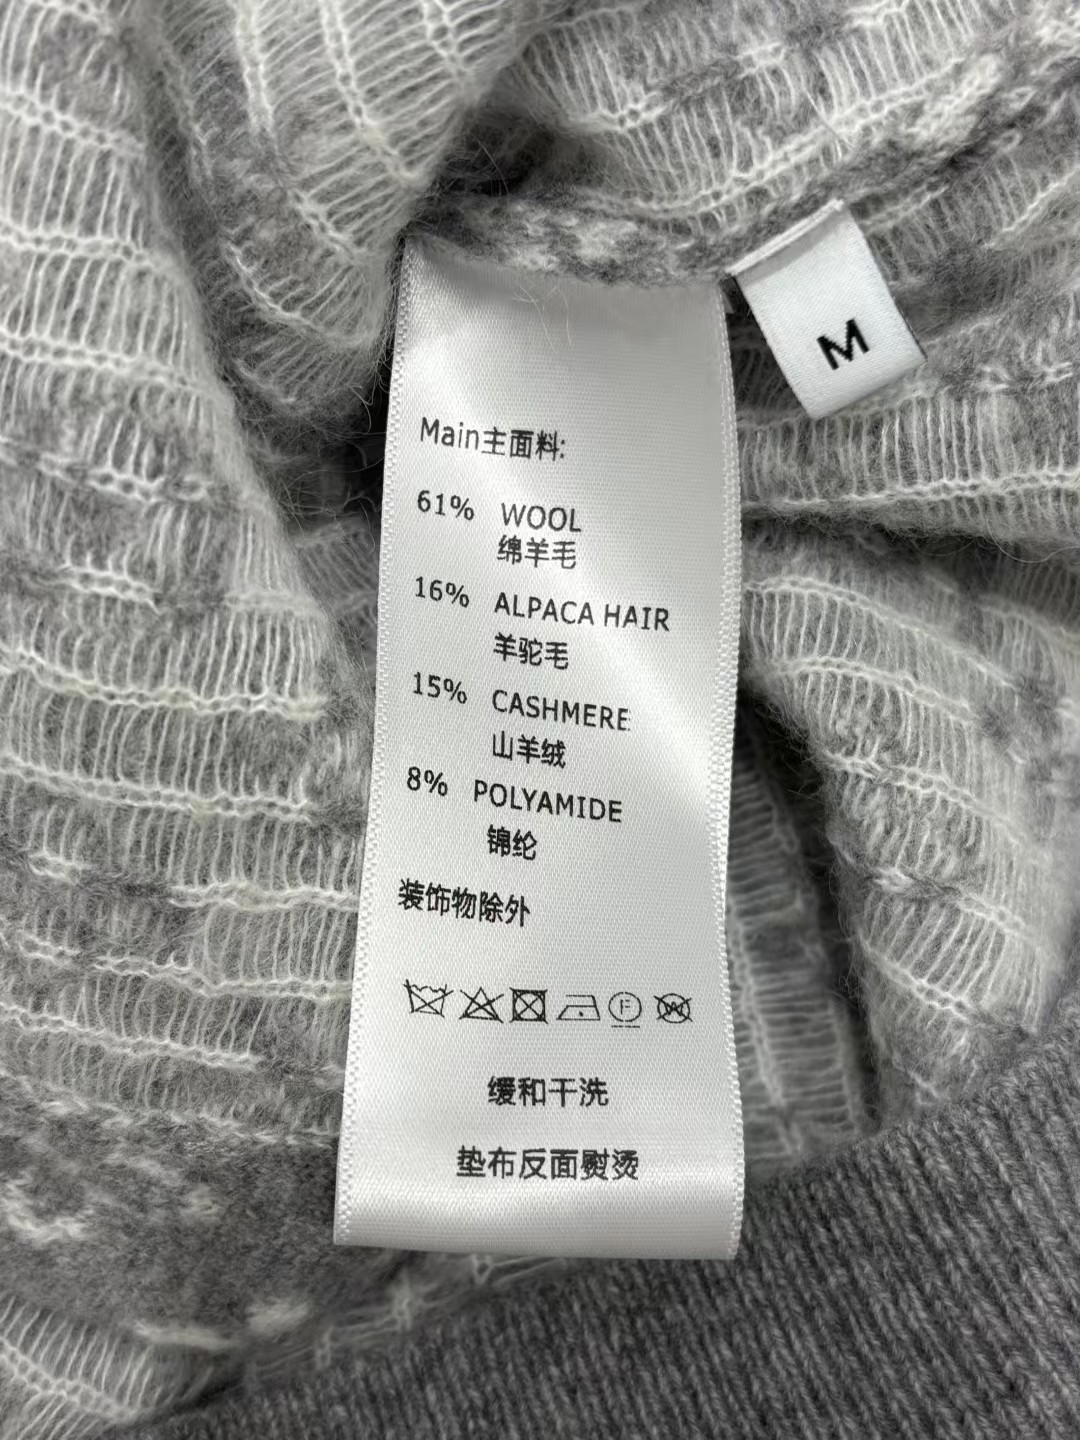 M
Main主面料:
61% WOOL
绵羊毛
16% ALPACA HAIR
羊驼毛
15% CASHMERE
山羊绒
8% POLYAMIDE
锦纶
装饰物除外
F W
缓和干洗
垫布反面熨烫